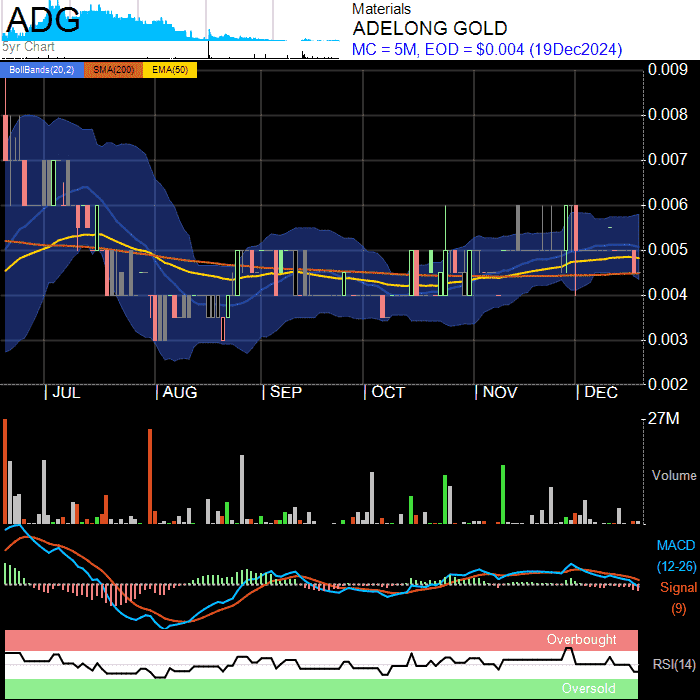 ADG
5yr Chart
Materials
ADELONG GOLD
MC = 5M, EOD = $0.004 (19Dec2024)
BollBands(20,2) SMA(200) EMA(50)
0.009
0.008
0.007
0.006
0.005
0.004
0.003
0.002
| JUL | AUG | SEP | OCT | NOV | DEC
27M
Volume
MACD
(12-26)
Signal
(9)
Overbought
RSI(14)
Oversold